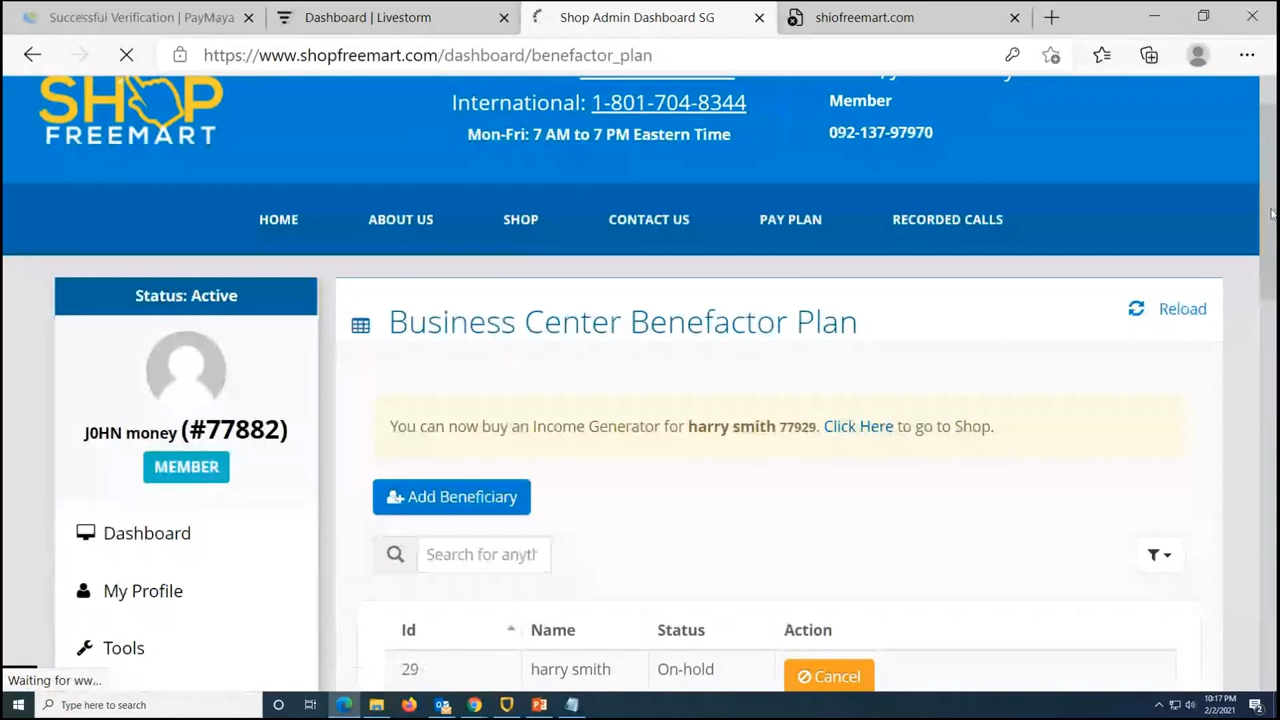 Successful Verification | PayMaya
Dashboard | Livestorm
Shop Admin Dashboard SG
shiofreemart.com
https://www.shopfreemart.com/dashboard/benefactor_plan
SHOP
FREEMART
International: 1-801-704-8344
Mon-Fri: 7 AM to 7 PM Eastern Time
Member
092-137-97970
HOME
ABOUT US
SHOP
CONTACT US
PAY PLAN
RECORDED CALLS
Status: Active
J0HN money (#77882)
MEMBER
Dashboard
My Profile
Tools
Business Center Benefactor Plan
Reload
You can now buy an Income Generator for harry smith 77929. Click Here to go to Shop.
Add Beneficiary
Search for anyth
Id Name Status Action
29 harry smith On-hold Cancel
Waiting for ww...
Type here to search
10:17 PM
2/2/2021
2